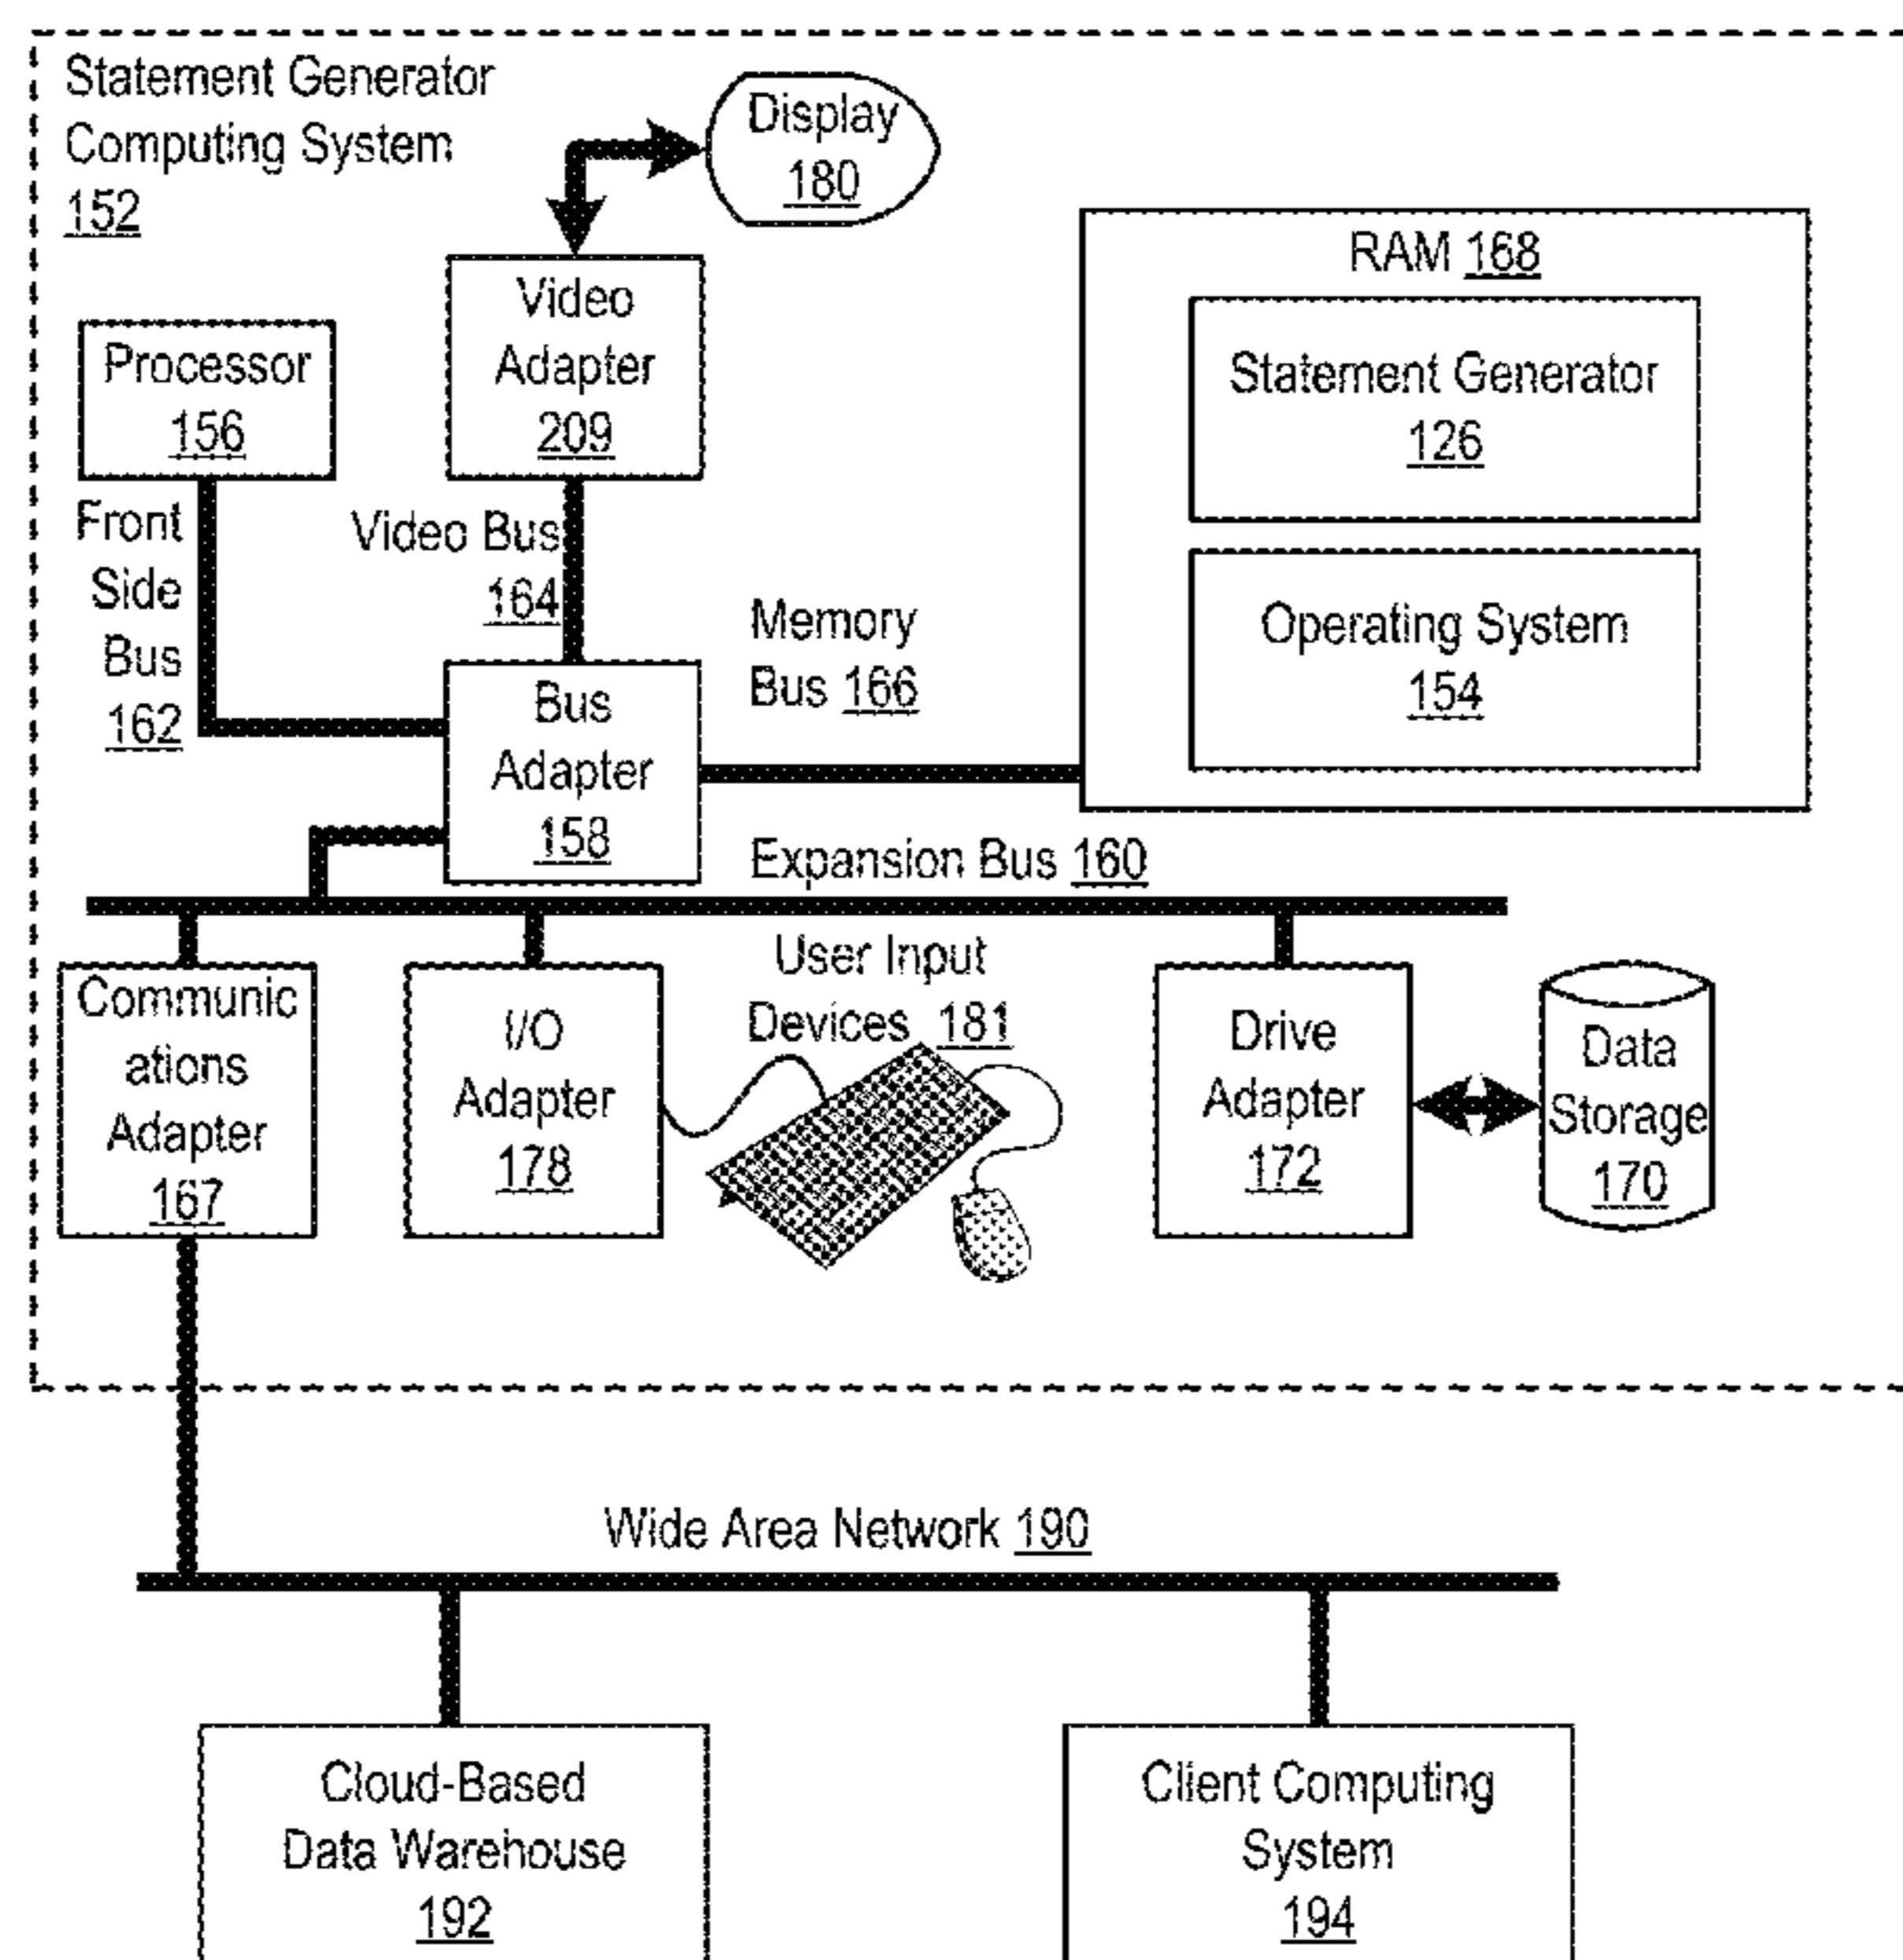 Statement Generator
Computing System
152
Display
180
Video
Adapter
209
Processor
156
RAM 168
Statement Generator
126
Operating System
154
Front
Side
Bus
162
Video Bus
164
Memory
Bus 166
Bus
Adapter
158
Expansion Bus 160
Communic
ations
Adapter
167
I/O
Adapter
178
User Input
Devices 181
Drive
Adapter
172
Data
Storage
170
Wide Area Network 190
Cloud-Based
Data Warehouse
192
Client Computing
System
194